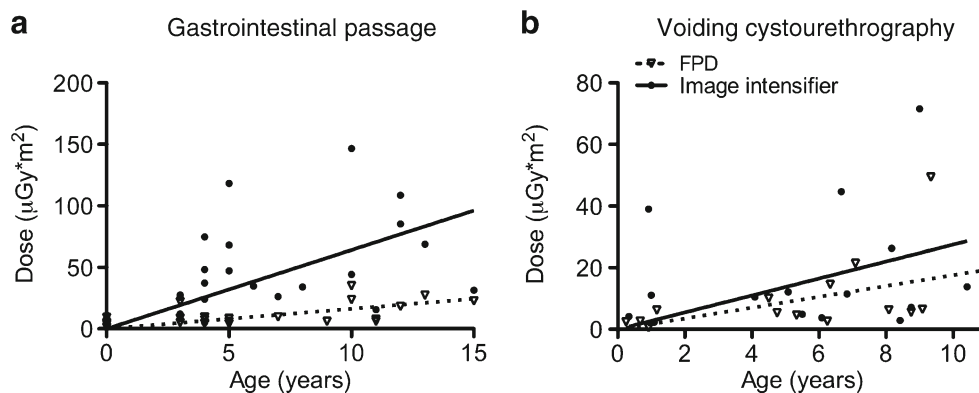 a Gastrointestinal passage
200
150
100
50
0
Dose (μGy*m²)
0 5 10 15
Age (years)
b Voiding cystourethrography
FPD
Image intensifier
80
60
40
20
0
Dose (μGy*m²)
0 2 4 6 8 10
Age (years)